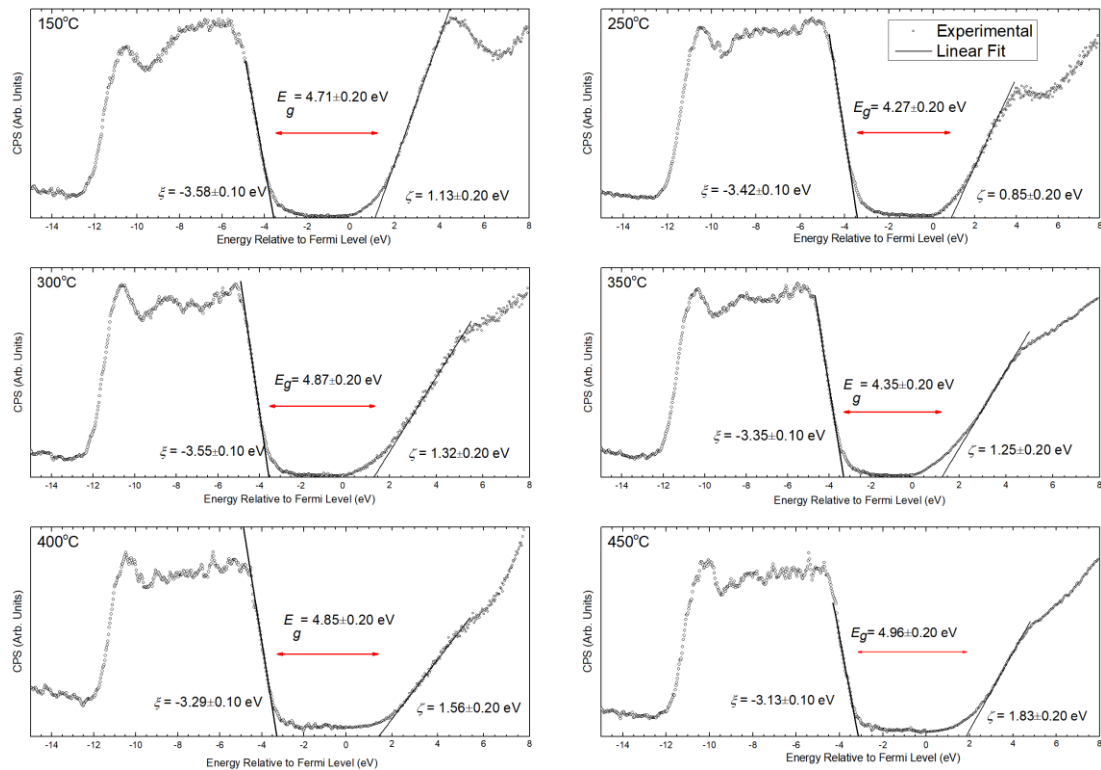 150°C
CPS (Arb. Units)
Eg = 4.71±0.20 eV
ξ = -3.58±0.10 eV
ζ = 1.13±0.20 eV
-14 -12 -10 -8 -6 -4 -2 0 2 4 6 8
Energy Relative to Fermi Level (eV)
250°C
Experimental
Linear Fit
CPS (Arb. Units)
Eg = 4.27±0.20 eV
ξ = -3.42±0.10 eV
ζ = 0.85±0.20 eV
-14 -12 -10 -8 -6 -4 -2 0 2 4 6 8
Energy Relative to Fermi Level (eV)
300°C
CPS (Arb. Units)
Eg = 4.87±0.20 eV
ξ = -3.55±0.10 eV
ζ = 1.32±0.20 eV
-14 -12 -10 -8 -6 -4 -2 0 2 4 6 8
Energy Relative to Fermi Level (eV)
350°C
CPS (Arb. Units)
Eg = 4.35±0.20 eV
ξ = -3.35±0.10 eV
ζ = 1.25±0.20 eV
-14 -12 -10 -8 -6 -4 -2 0 2 4 6 8
Energy Relative to Fermi Level (eV)
400°C
CPS (Arb. Units)
Eg = 4.85±0.20 eV
ξ = -3.29±0.10 eV
ζ = 1.56±0.20 eV
-14 -12 -10 -8 -6 -4 -2 0 2 4 6 8
Energy Relative to Fermi Level (eV)
450°C
CPS (Arb. Units)
Eg = 4.96±0.20 eV
ξ = -3.13±0.10 eV
ζ = 1.83±0.20 eV
-14 -12 -10 -8 -6 -4 -2 0 2 4 6 8
Energy Relative to Fermi Level (eV)